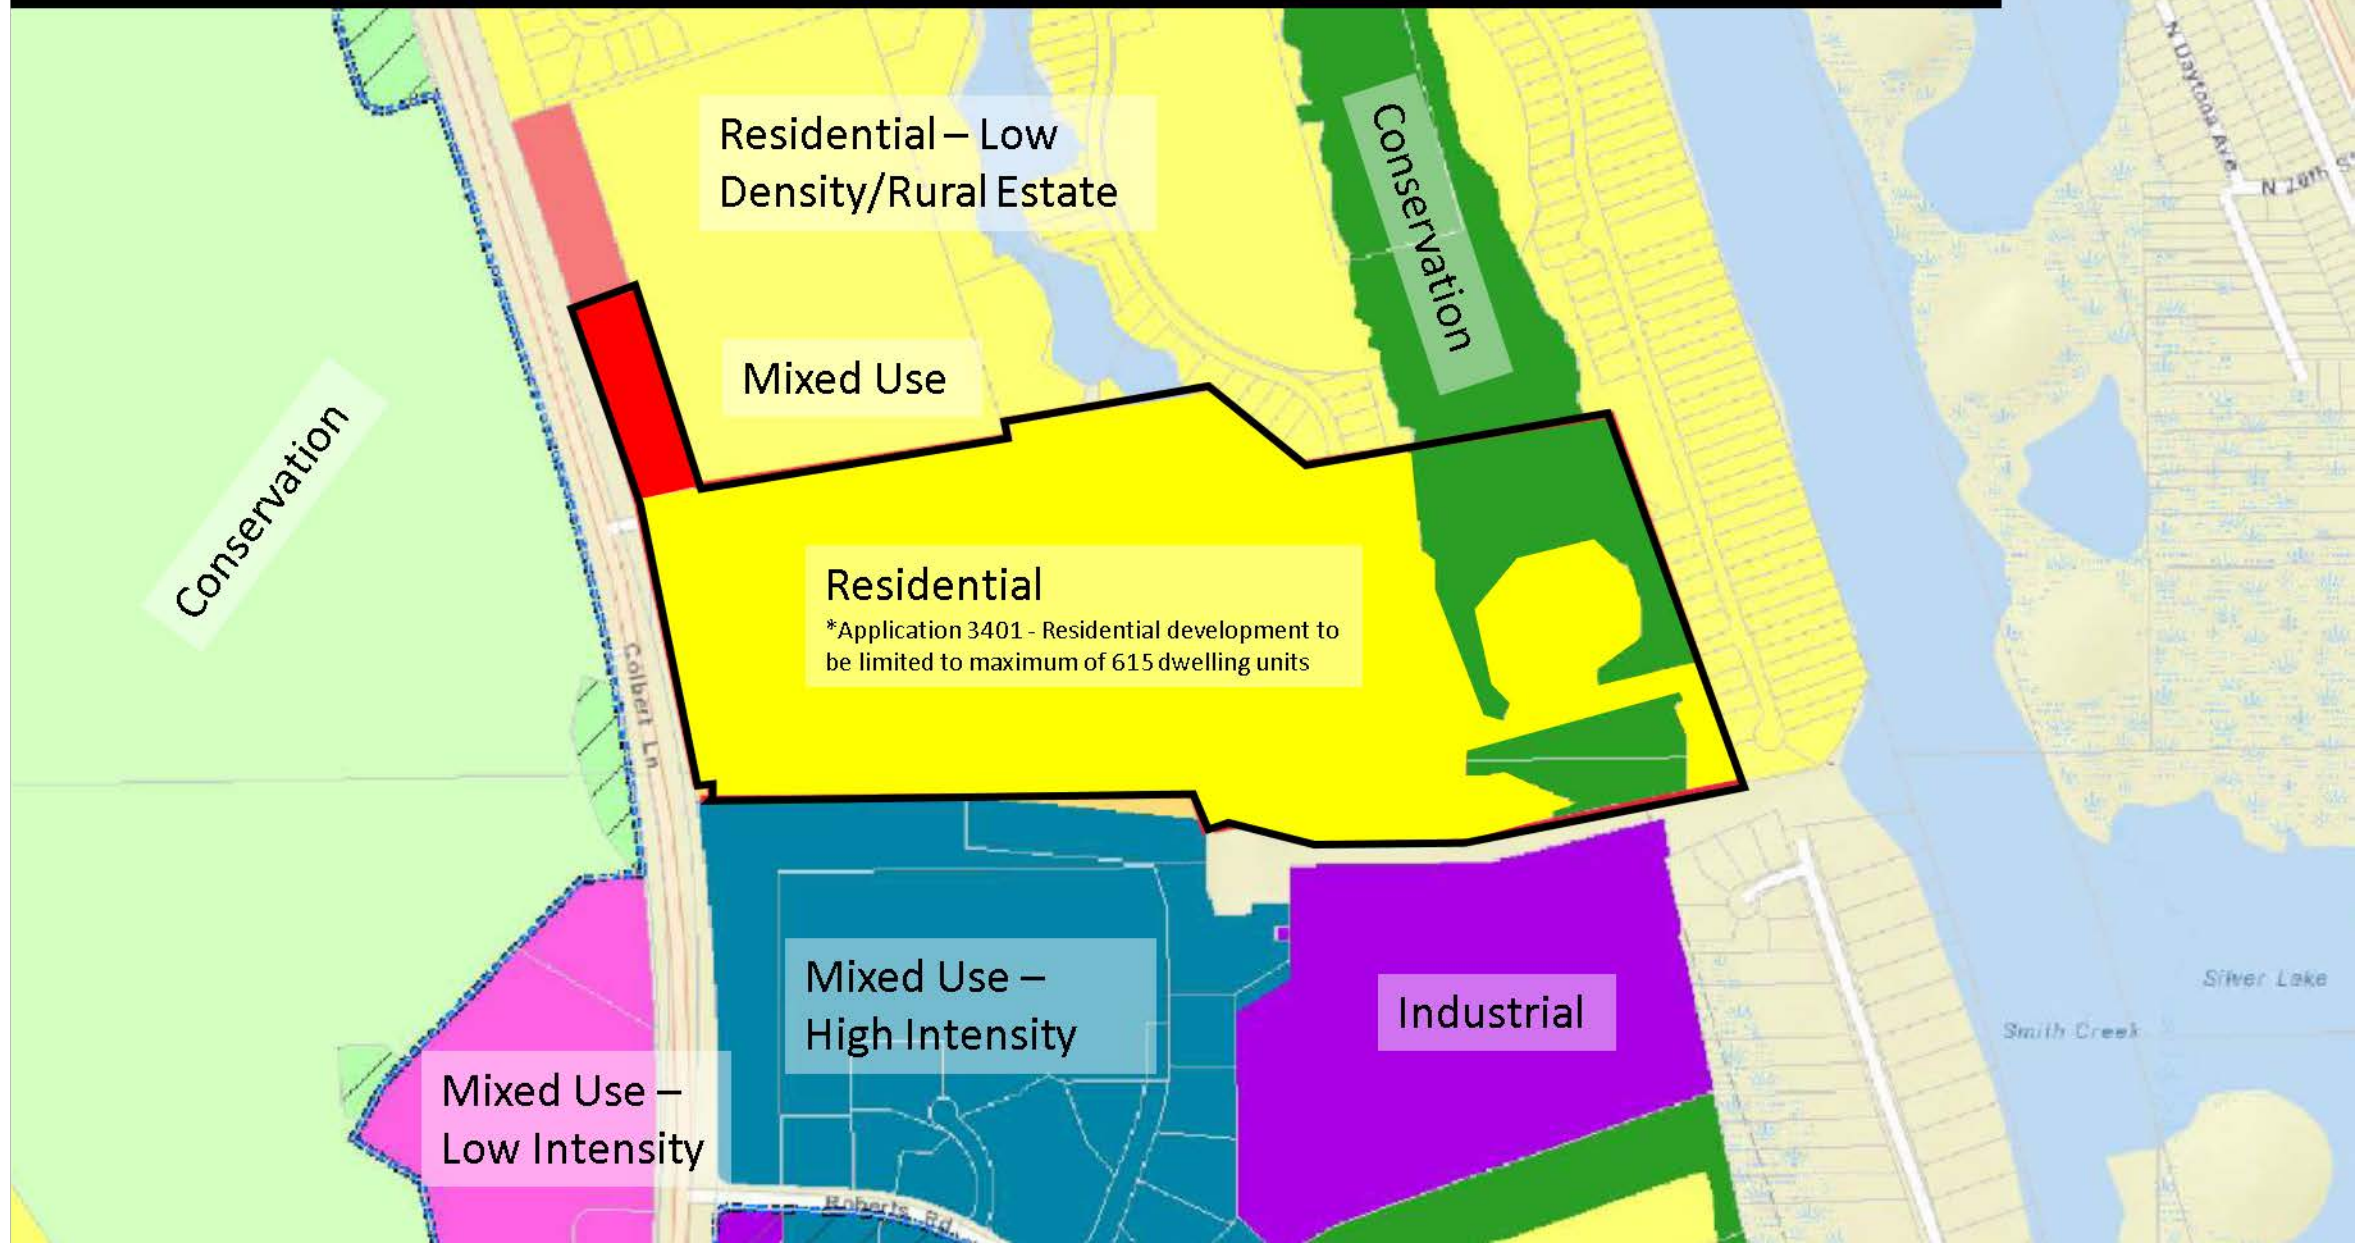 N Daytona Ave
N 20th St
Residential – Low
Density/Rural Estate
Conservation
Mixed Use
Conservation
Residential
*Application 3401 - Residential development to
be limited to maximum of 615 dwelling units
Colbert Ln
Mixed Use –
High Intensity
Industrial
Silver Lake
Smith Creek
Mixed Use –
Low Intensity
Roberts Rd.